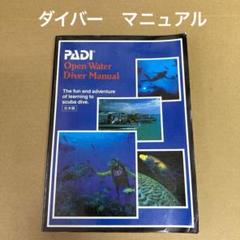 ダイバー　マニュアル
PADI
Open Water
Diver Manual
The fun and adventure
of learning to
scuba dive.
日本語